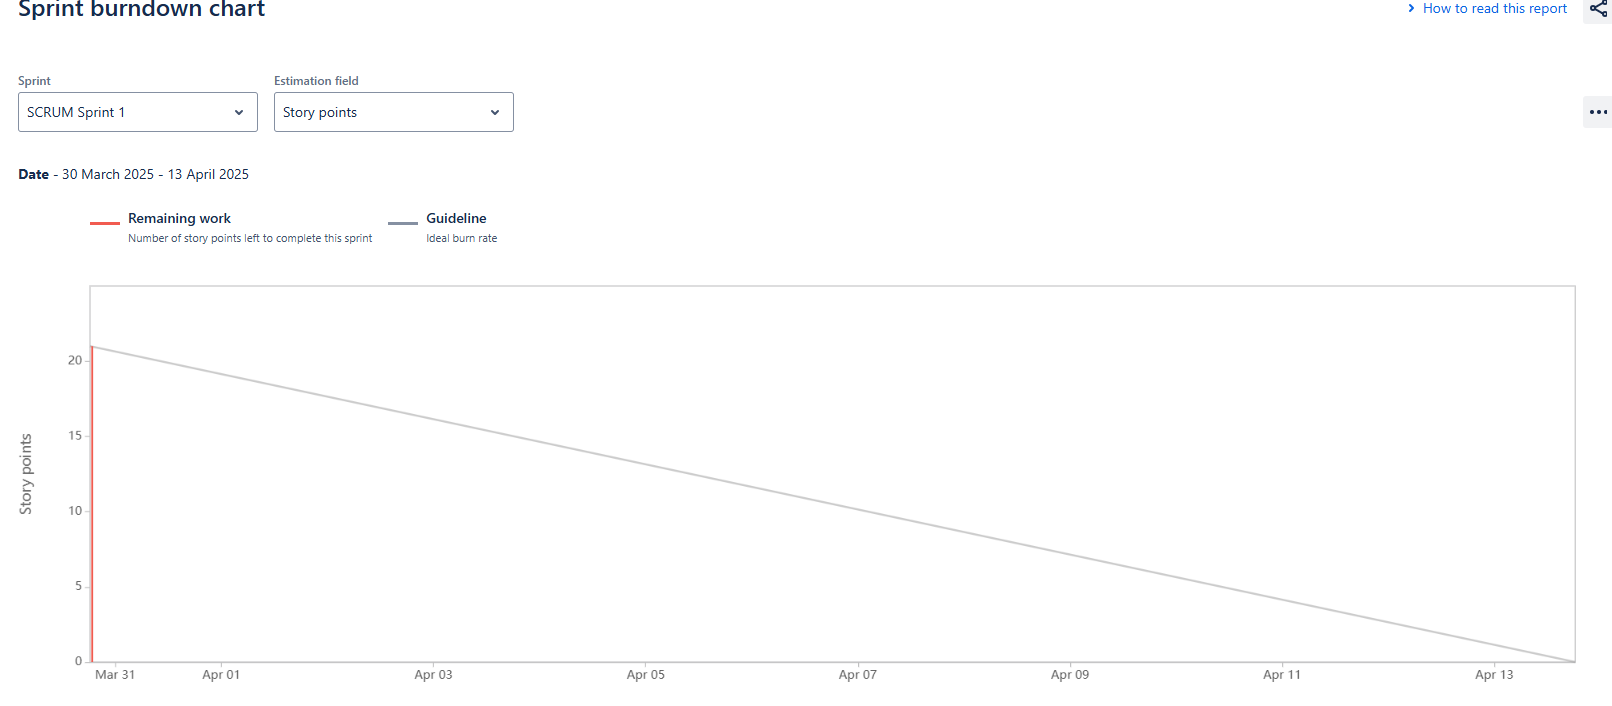 Sprint burndown chart
How to read this report
Sprint
Estimation field
SCRUM Sprint 1
Story points
Date - 30 March 2025 - 13 April 2025
Remaining work
Number of story points left to complete this sprint
Guideline
Ideal burn rate
Story points
20
15
10
5
0
Mar 31
Apr 01
Apr 03
Apr 05
Apr 07
Apr 09
Apr 11
Apr 13